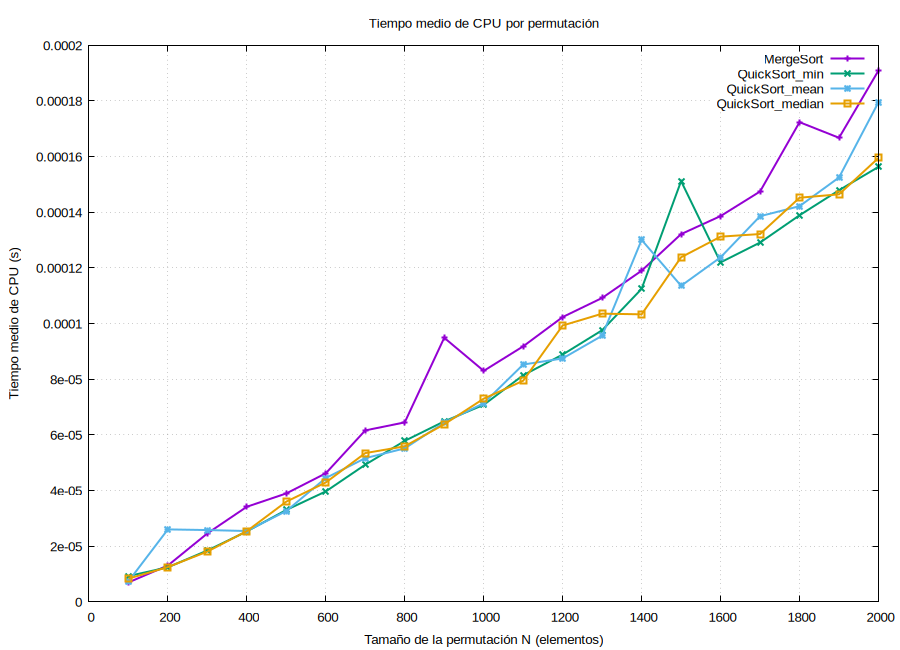 Tiempo medio de CPU por permutación
MergeSort
QuickSort_min
QuickSort_mean
QuickSort_median
0.0002
0.00018
0.00016
0.00014
0.00012
0.0001
8e-05
6e-05
4e-05
2e-05
0
Tiempo medio de CPU (s)
0 200 400 600 800 1000 1200 1400 1600 1800 2000
Tamaño de la permutación N (elementos)